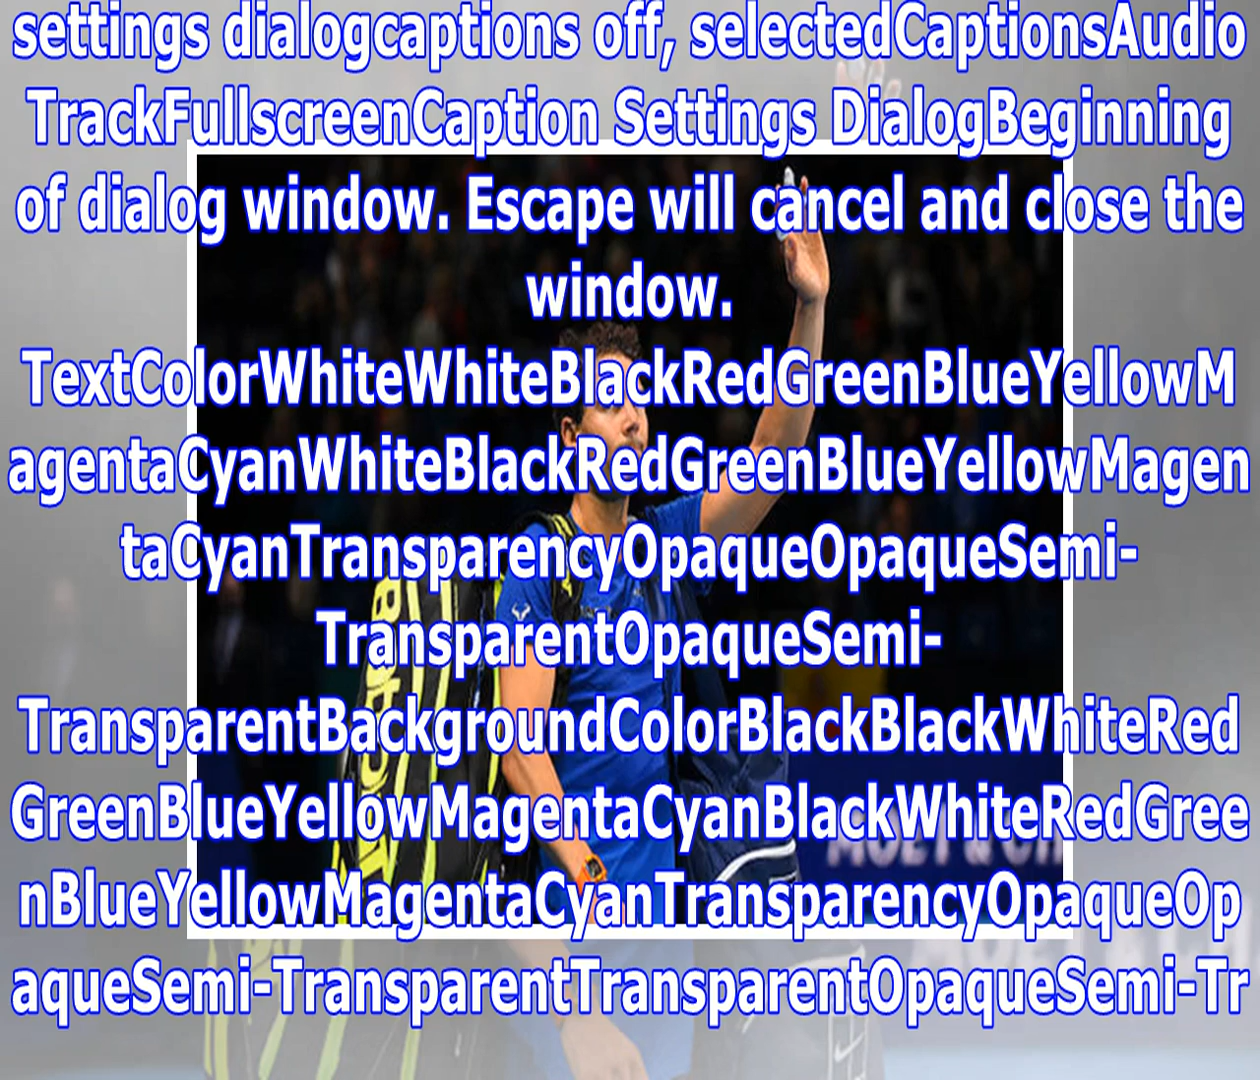 settings dialogcaptions off, selectedCaptionsAudio
TrackFullscreenCaption Settings DialogBeginning
of dialog window. Escape will cancel and close the
window.
TextColorWhiteWhiteBlackRedGreenBlueYellowM
agentaCyanWhiteBlackRedGreenBlueYellowMagen
taCyanTransparencyOpaqueOpaqueSemi-
TransparentOpaqueSemi-
TransparentBackgroundColorBlackBlackWhiteRed
GreenBlueYellowMagentaCyanBlackWhiteRedGree
nBlueYellowMagentaCyanTransparencyOpaqueOp
aqueSemi-TransparentTransparentOpaqueSemi-Tr